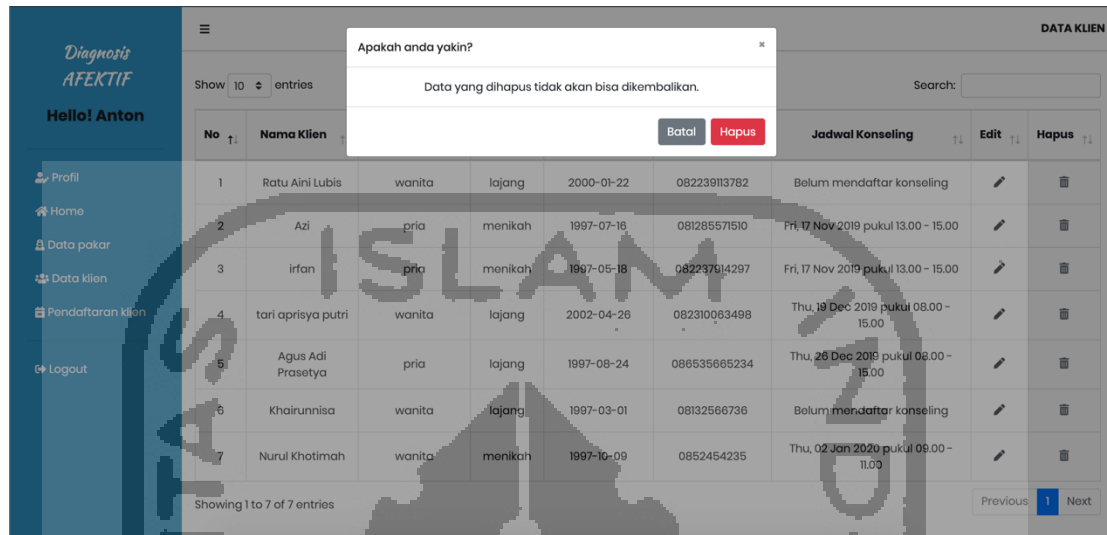 Diagnosis
AFEKTIF
Hello! Anton
Profil
Home
Data pakar
Data klien
Pendaftaran klien
Logout
DATA KLIEN
Apakah anda yakin?
Data yang dihapus tidak akan bisa dikembalikan.
Batal Hapus
Show 10 entries Search:
No Nama Klien Jadwal Konseling Edit Hapus
1 Ratu Aini Lubis wanita lajang 2000-01-22 082239113782 Belum mendaftar konseling
2 Azi pria menikah 1997-07-16 081285571510 Fri, 17 Nov 2019 pukul 13.00 - 15.00
3 irfan pria menikah 1997-05-18 082237914297 Fri, 17 Nov 2019 pukul 13.00 - 15.00
4 tari aprisya putri wanita lajang 2002-04-26 082310063498 Thu, 19 Dec 2019 pukul 08.00 -
15.00
5 Agus Adi
Prasetya pria lajang 1997-08-24 086535665234 Thu, 26 Dec 2019 pukul 08.00 -
15.00
6 Khairunnisa wanita lajang 1997-03-01 08132566736 Belum mendaftar konseling
7 Nurul Khotimah wanita menikah 1997-10-09 0852454235 Thu, 02 Jan 2020 pukul 09.00 -
11.00
Showing 1 to 7 of 7 entries
Previous 1 Next
ISLAM